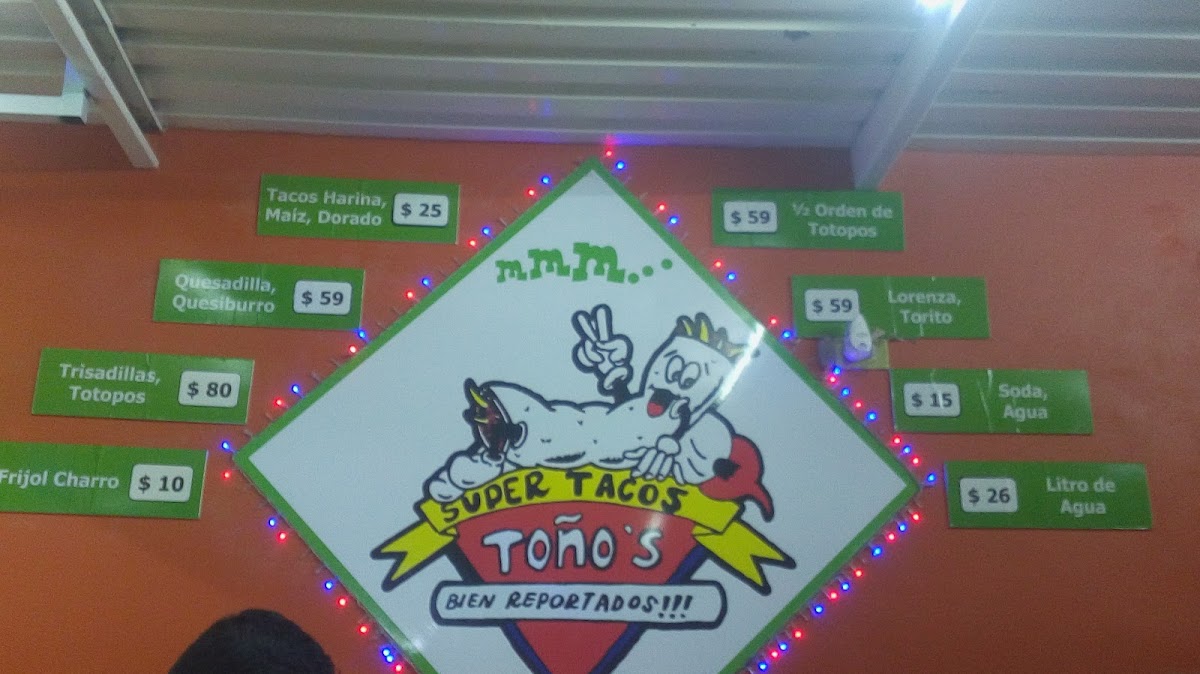 Tacos Harina,
Maíz, Dorado
$ 25
Quesadilla,
Quesiburro
$ 59
Trisadillas,
Totopos
$ 80
Frijol Charro
$ 10
mmm...
SUPER TACOS
TOÑO'S
BIEN REPORTADOS!!!
$ 59
½ Orden de
Totopos
$ 59
Lorenza,
Torito
$ 15
Soda,
Agua
$ 26
Litro de
Agua